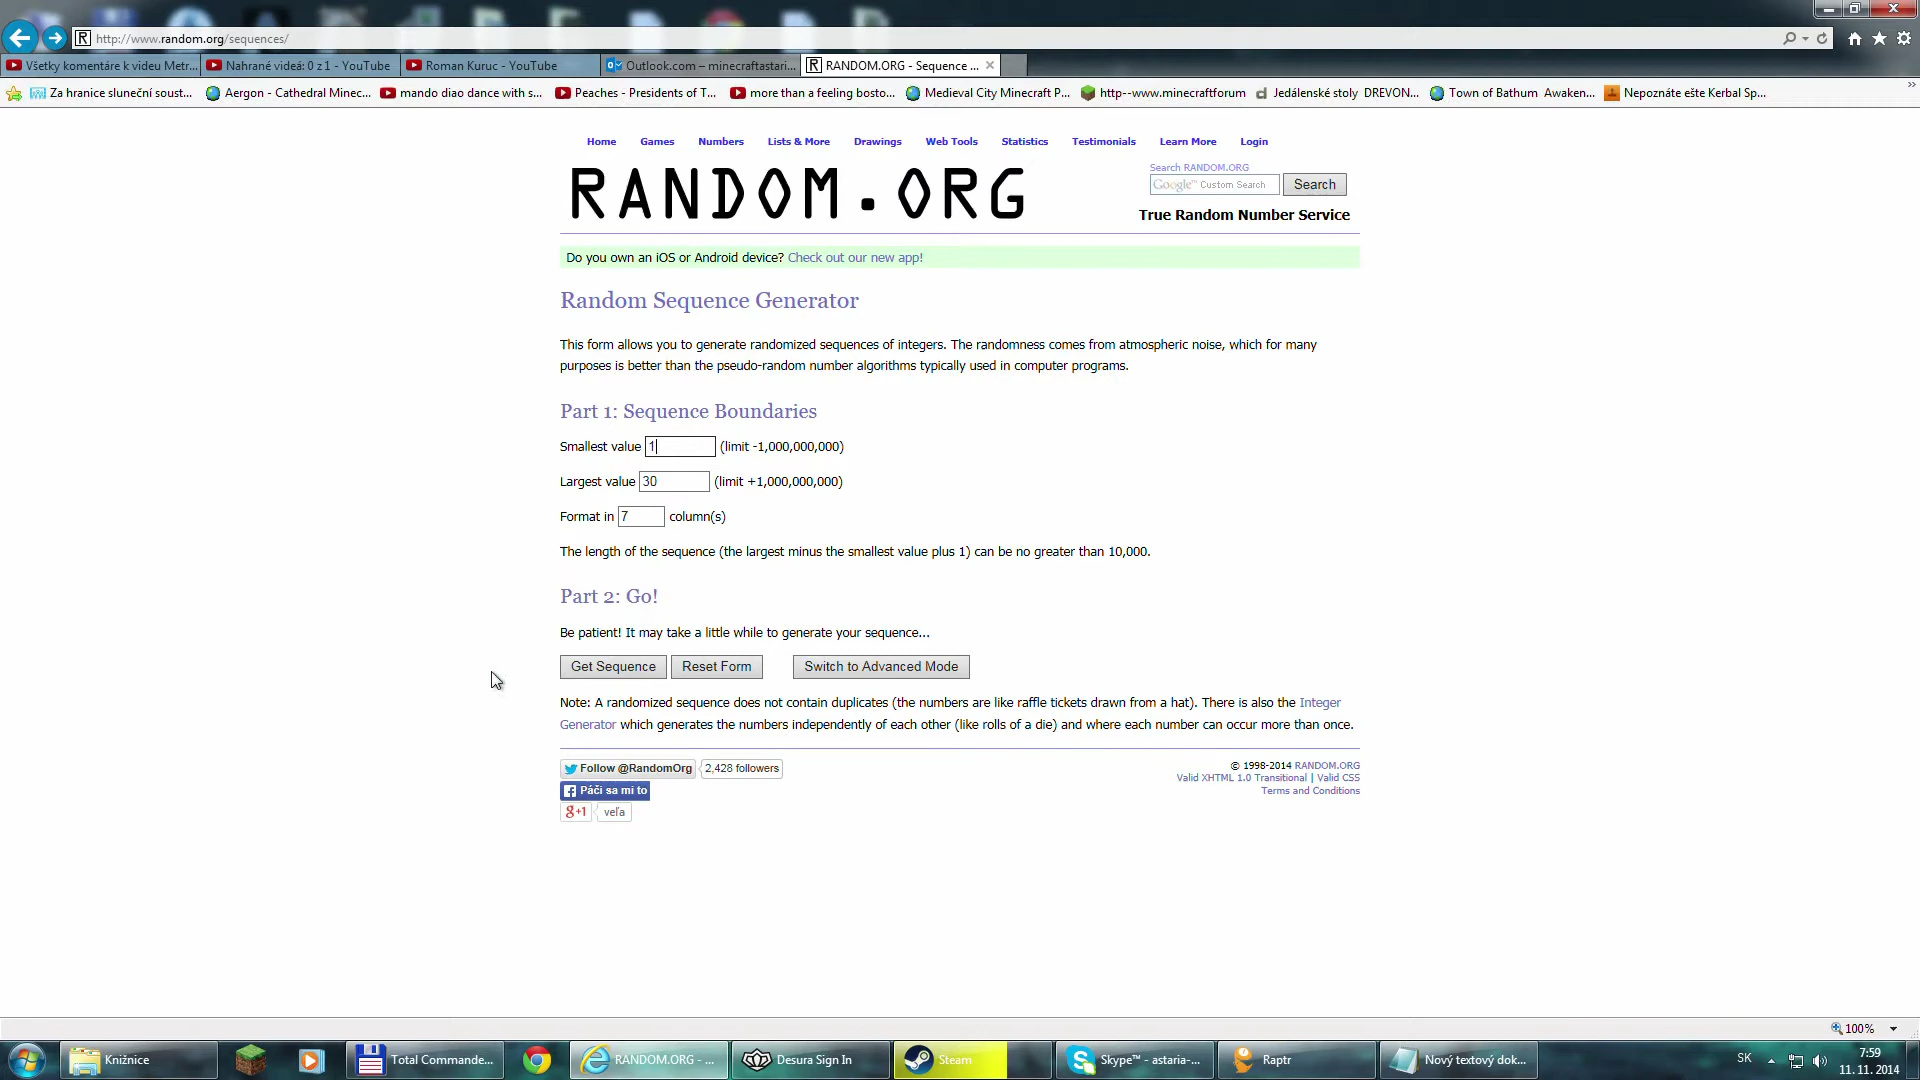 http://www.random.org/sequences/
Všetky komentáre k videu Metr...
Nahrané videá: 0 z 1 - YouTube
Roman Kuruc - YouTube
Outlook.com – minecraftastari...
RANDOM.ORG - Sequence ...
Za hranice sluneční soust...
Aergon - Cathedral Minec...
mando diao dance with s...
Peaches - Presidents of T...
more than a feeling bosto...
Medieval City Minecraft P...
http--www.minecraftforum
Jedálenské stoly DREVON...
Town of Bathum Awaken...
Nepoznáte ešte Kerbal Sp...
Home Games Numbers Lists & More Drawings Web Tools Statistics Testimonials Learn More Login
RANDOM.ORG
Search RANDOM.ORG
Google™ Custom Search
Search
True Random Number Service
Do you own an iOS or Android device? Check out our new app!
Random Sequence Generator
This form allows you to generate randomized sequences of integers. The randomness comes from atmospheric noise, which for many
purposes is better than the pseudo-random number algorithms typically used in computer programs.
Part 1: Sequence Boundaries
Smallest value 1 (limit -1,000,000,000)
Largest value 30 (limit +1,000,000,000)
Format in 7 column(s)
The length of the sequence (the largest minus the smallest value plus 1) can be no greater than 10,000.
Part 2: Go!
Be patient! It may take a little while to generate your sequence...
Get Sequence Reset Form Switch to Advanced Mode
Note: A randomized sequence does not contain duplicates (the numbers are like raffle tickets drawn from a hat). There is also the Integer
Generator which generates the numbers independently of each other (like rolls of a die) and where each number can occur more than once.
Follow @RandomOrg 2,428 followers
Páči sa mi to
g+1 veľa
© 1998-2014 RANDOM.ORG
Valid XHTML 1.0 Transitional | Valid CSS
Terms and Conditions
100%
Knižnice
Total Commande...
RANDOM.ORG - ...
Desura Sign In
Steam
Skype™ - astaria-...
Raptr
Nový textový dok...
SK
7:59
11. 11. 2014